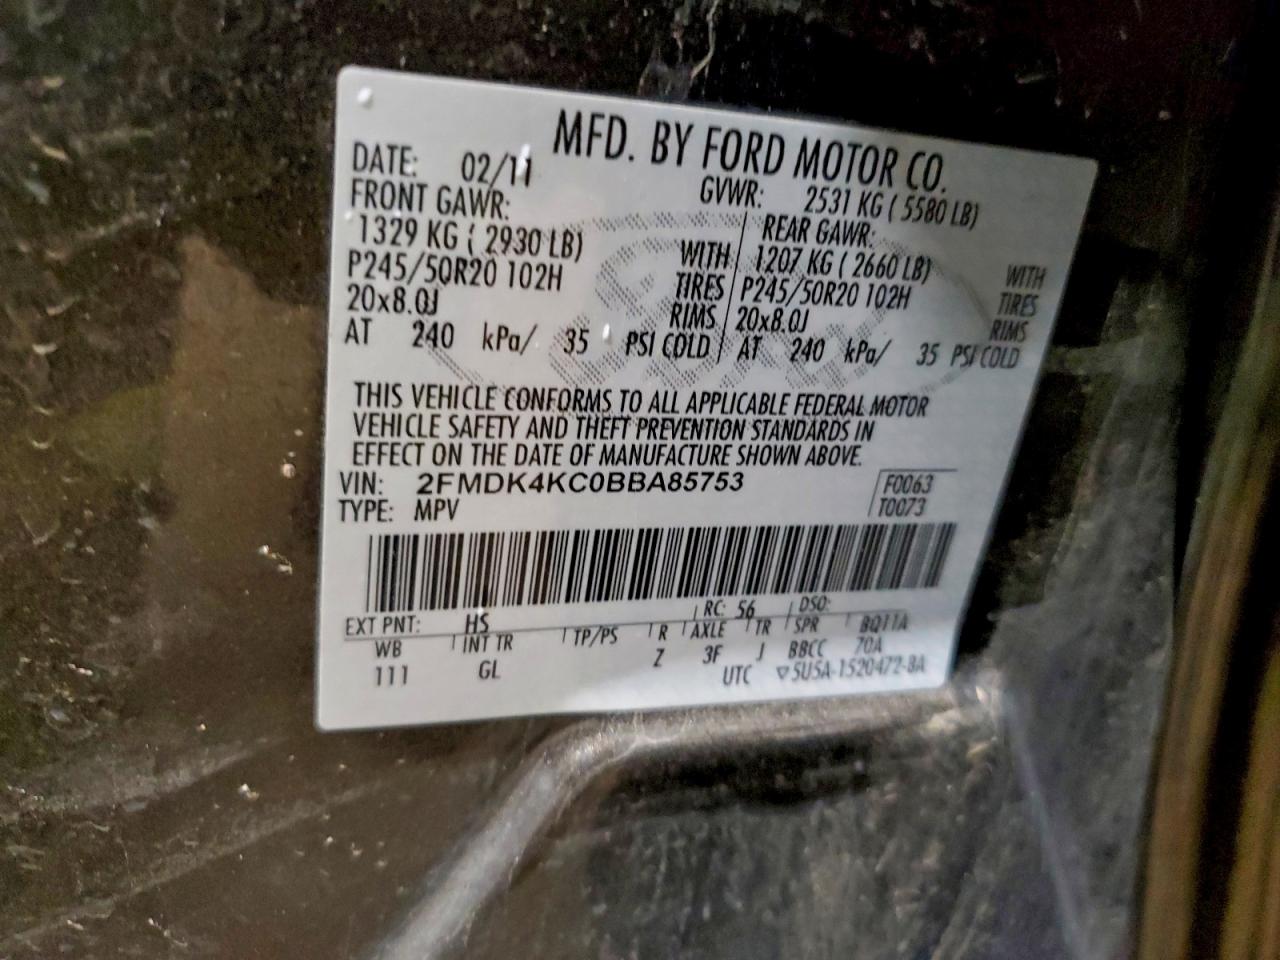 MFD. BY FORD MOTOR CO.
DATE: 02/11 GVWR: 2531 KG ( 5580 LB)
FRONT GAWR: REAR GAWR:
1329 KG ( 2930 LB) WITH 1207 KG ( 2660 LB) WITH
P245/50R20 102H TIRES P245/50R20 102H TIRES
20x8.0J RIMS 20x8.0J RIMS
AT 240 kPa/ 35 PSI COLD AT 240 kPa/ 35 PSI COLD
THIS VEHICLE CONFORMS TO ALL APPLICABLE FEDERAL MOTOR
VEHICLE SAFETY AND THEFT PREVENTION STANDARDS IN
EFFECT ON THE DATE OF MANUFACTURE SHOWN ABOVE.
VIN: 2FMDK4KC0BBA85753 F0063
TYPE: MPV T0073
EXT PNT: HS RC: 56 DSO:
WB INT TR TP/PS R AXLE TR SPR BQ11A
111 GL Z 3F J BBCC 70A
UTC ▽5U5A-1520472-BA